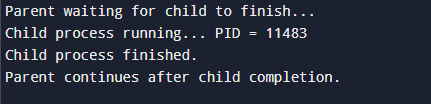 Parent waiting for child to finish...
Child process running... PID = 11483
Child process finished.
Parent continues after child completion.